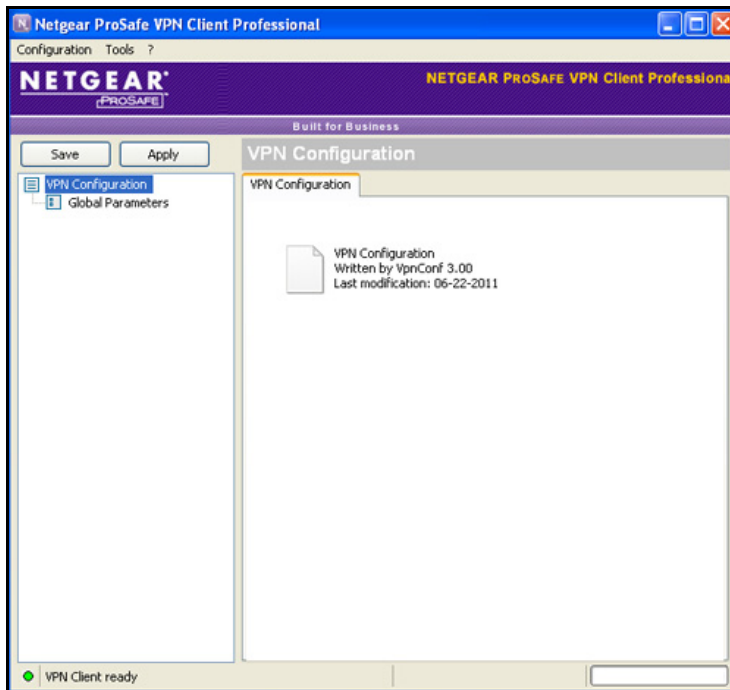 Netgear ProSafe VPN Client Professional
Configuration Tools ?
NETGEAR®
PROSAFE
NETGEAR PROSAFE VPN Client Professiona
Built for Business
Save Apply
VPN Configuration
VPN Configuration
Global Parameters
VPN Configuration
VPN Configuration
Written by VpnConf 3.00
Last modification: 06-22-2011
VPN Client ready